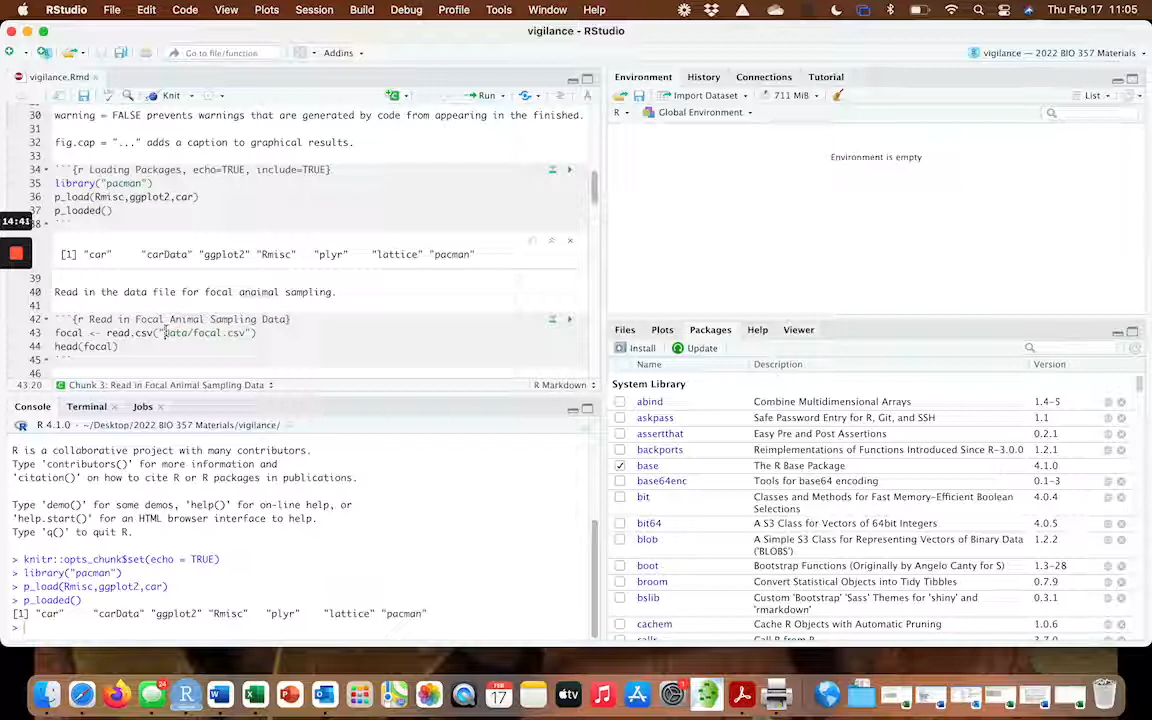 RStudio File Edit Code View Plots Session Build Debug Profile Tools Window Help Thu Feb 17 11:05
vigilance - RStudio
Go to file/function Addins vigilance — 2022 BIO 357 Materials
vigilance.Rmd
Knit Run
30 warning = FALSE prevents warnings that are generated by code from appearing in the finished.
31
32 fig.cap = "..." adds a caption to graphical results.
33
34 ```{r Loading Packages, echo=TRUE, include=TRUE}
35 library("pacman")
36 p_load(Rmisc,ggplot2,car)
37 p_loaded()
38 ```
14:41
[1] "car" "carData" "ggplot2" "Rmisc" "plyr" "lattice" "pacman"
39
40 Read in the data file for focal anaimal sampling.
41
42 ```{r Read in Focal Animal Sampling Data}
43 focal <- read.csv("data/focal.csv")
44 head(focal)
45 ```
46
43:20 Chunk 3: Read in Focal Animal Sampling Data R Markdown
Console Terminal Jobs
R 4.1.0 · ~/Desktop/2022 BIO 357 Materials/vigilance/
R is a collaborative project with many contributors.
Type 'contributors()' for more information and
'citation()' on how to cite R or R packages in publications.
Type 'demo()' for some demos, 'help()' for on-line help, or
'help.start()' for an HTML browser interface to help.
Type 'q()' to quit R.
> knitr::opts_chunk$set(echo = TRUE)
> library("pacman")
> p_load(Rmisc,ggplot2,car)
> p_loaded()
[1] "car" "carData" "ggplot2" "Rmisc" "plyr" "lattice" "pacman"
>
Environment History Connections Tutorial
Import Dataset 711 MiB List
R Global Environment
Environment is empty
Files Plots Packages Help Viewer
Install Update
Name Description Version
System Library
abind Combine Multidimensional Arrays 1.4-5
askpass Safe Password Entry for R, Git, and SSH 1.1
assertthat Easy Pre and Post Assertions 0.2.1
backports Reimplementations of Functions Introduced Since R-3.0.0 1.2.1
base The R Base Package 4.1.0
base64enc Tools for base64 encoding 0.1-3
bit Classes and Methods for Fast Memory-Efficient Boolean 4.0.4
Selections
bit64 A S3 Class for Vectors of 64bit Integers 4.0.5
blob A Simple S3 Class for Representing Vectors of Binary Data 1.2.2
('BLOBS')
boot Bootstrap Functions (Originally by Angelo Canty for S) 1.3-28
broom Convert Statistical Objects into Tidy Tibbles 0.7.9
bslib Custom 'Bootstrap' 'Sass' Themes for 'shiny' and 0.3.1
'rmarkdown'
cachem Cache R Objects with Automatic Pruning 1.0.6
callr Call R from R 3.7.0
24
FEB
17
tv
1